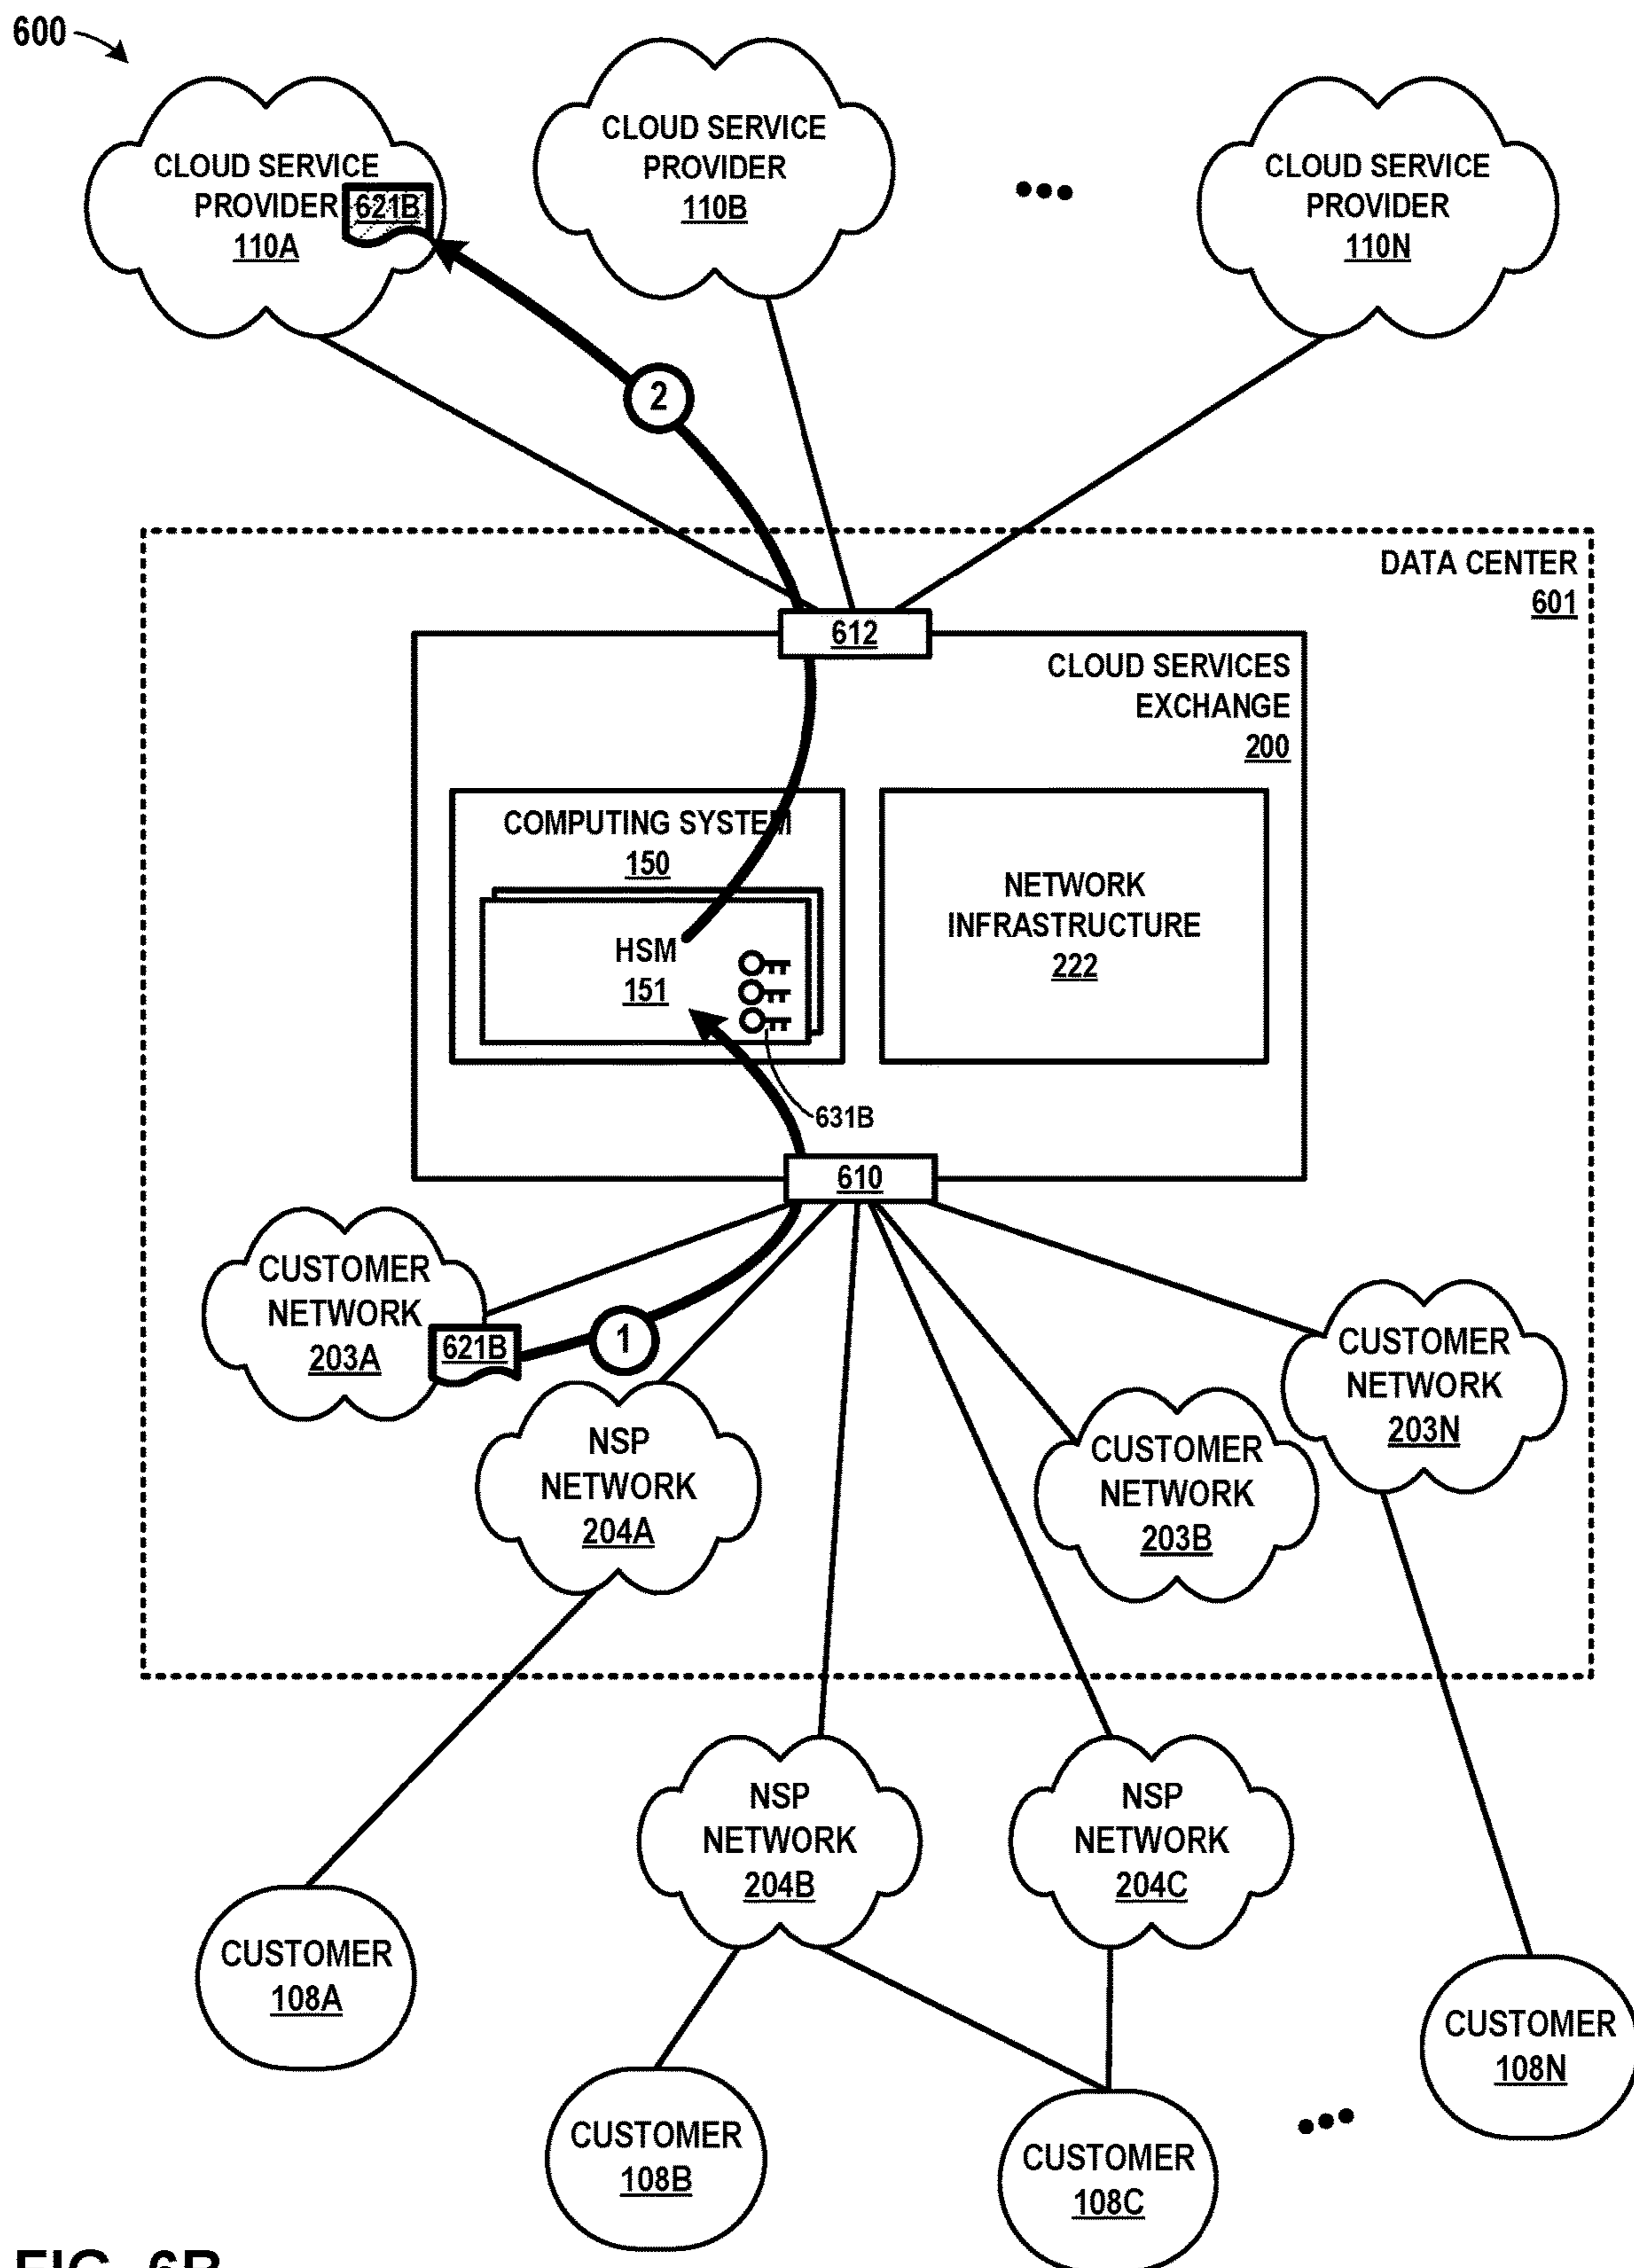 600
CLOUD SERVICE
PROVIDER
110A
621B
CLOUD SERVICE
PROVIDER
110B
CLOUD SERVICE
PROVIDER
110N
2
DATA CENTER
601
612
CLOUD SERVICES
EXCHANGE
200
COMPUTING SYSTEM
150
HSM
151
NETWORK
INFRASTRUCTURE
222
631B
610
CUSTOMER
NETWORK
203A
621B
1
NSP
NETWORK
204A
CUSTOMER
NETWORK
203B
CUSTOMER
NETWORK
203N
NSP
NETWORK
204B
NSP
NETWORK
204C
CUSTOMER
108A
CUSTOMER
108B
CUSTOMER
108C
CUSTOMER
108N
FIG. 6B